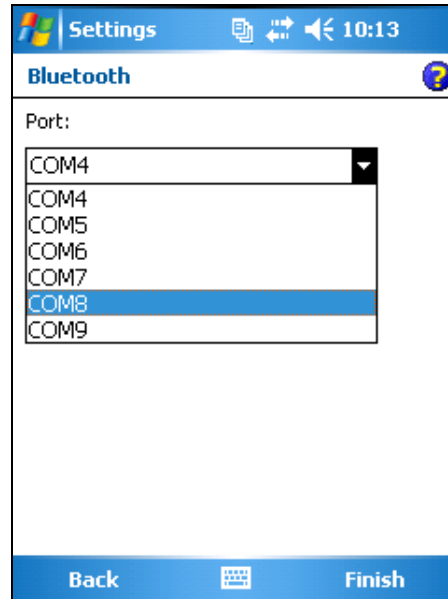 Settings 10:13
Bluetooth ?
Port:
COM4
COM4
COM5
COM6
COM7
COM8
COM9
Back Finish